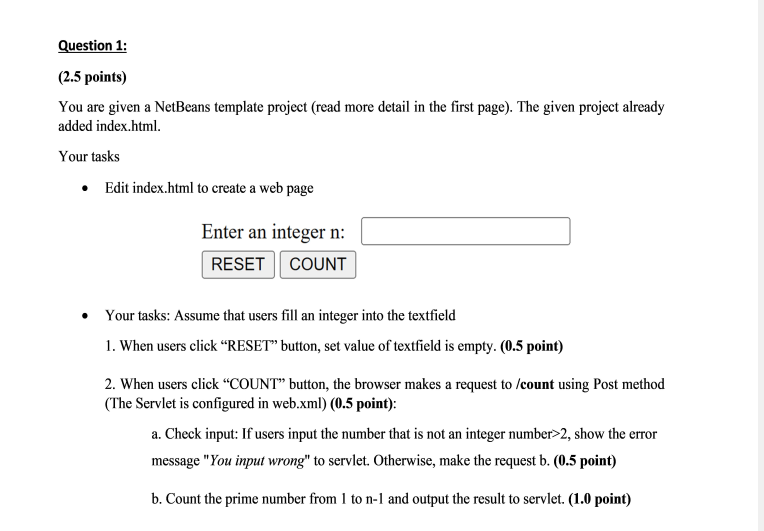 Question 1:
(2.5 points)
You are given a NetBeans template project (read more detail in the first page). The given project already
added index.html.
Your tasks
• Edit index.html to create a web page
Enter an integer n:
RESET COUNT
• Your tasks: Assume that users fill an integer into the textfield
1. When users click “RESET” button, set value of textfield is empty. (0.5 point)
2. When users click “COUNT” button, the browser makes a request to /count using Post method
(The Servlet is configured in web.xml) (0.5 point):
a. Check input: If users input the number that is not an integer number>2, show the error
message "You input wrong" to servlet. Otherwise, make the request b. (0.5 point)
b. Count the prime number from 1 to n-1 and output the result to servlet. (1.0 point)